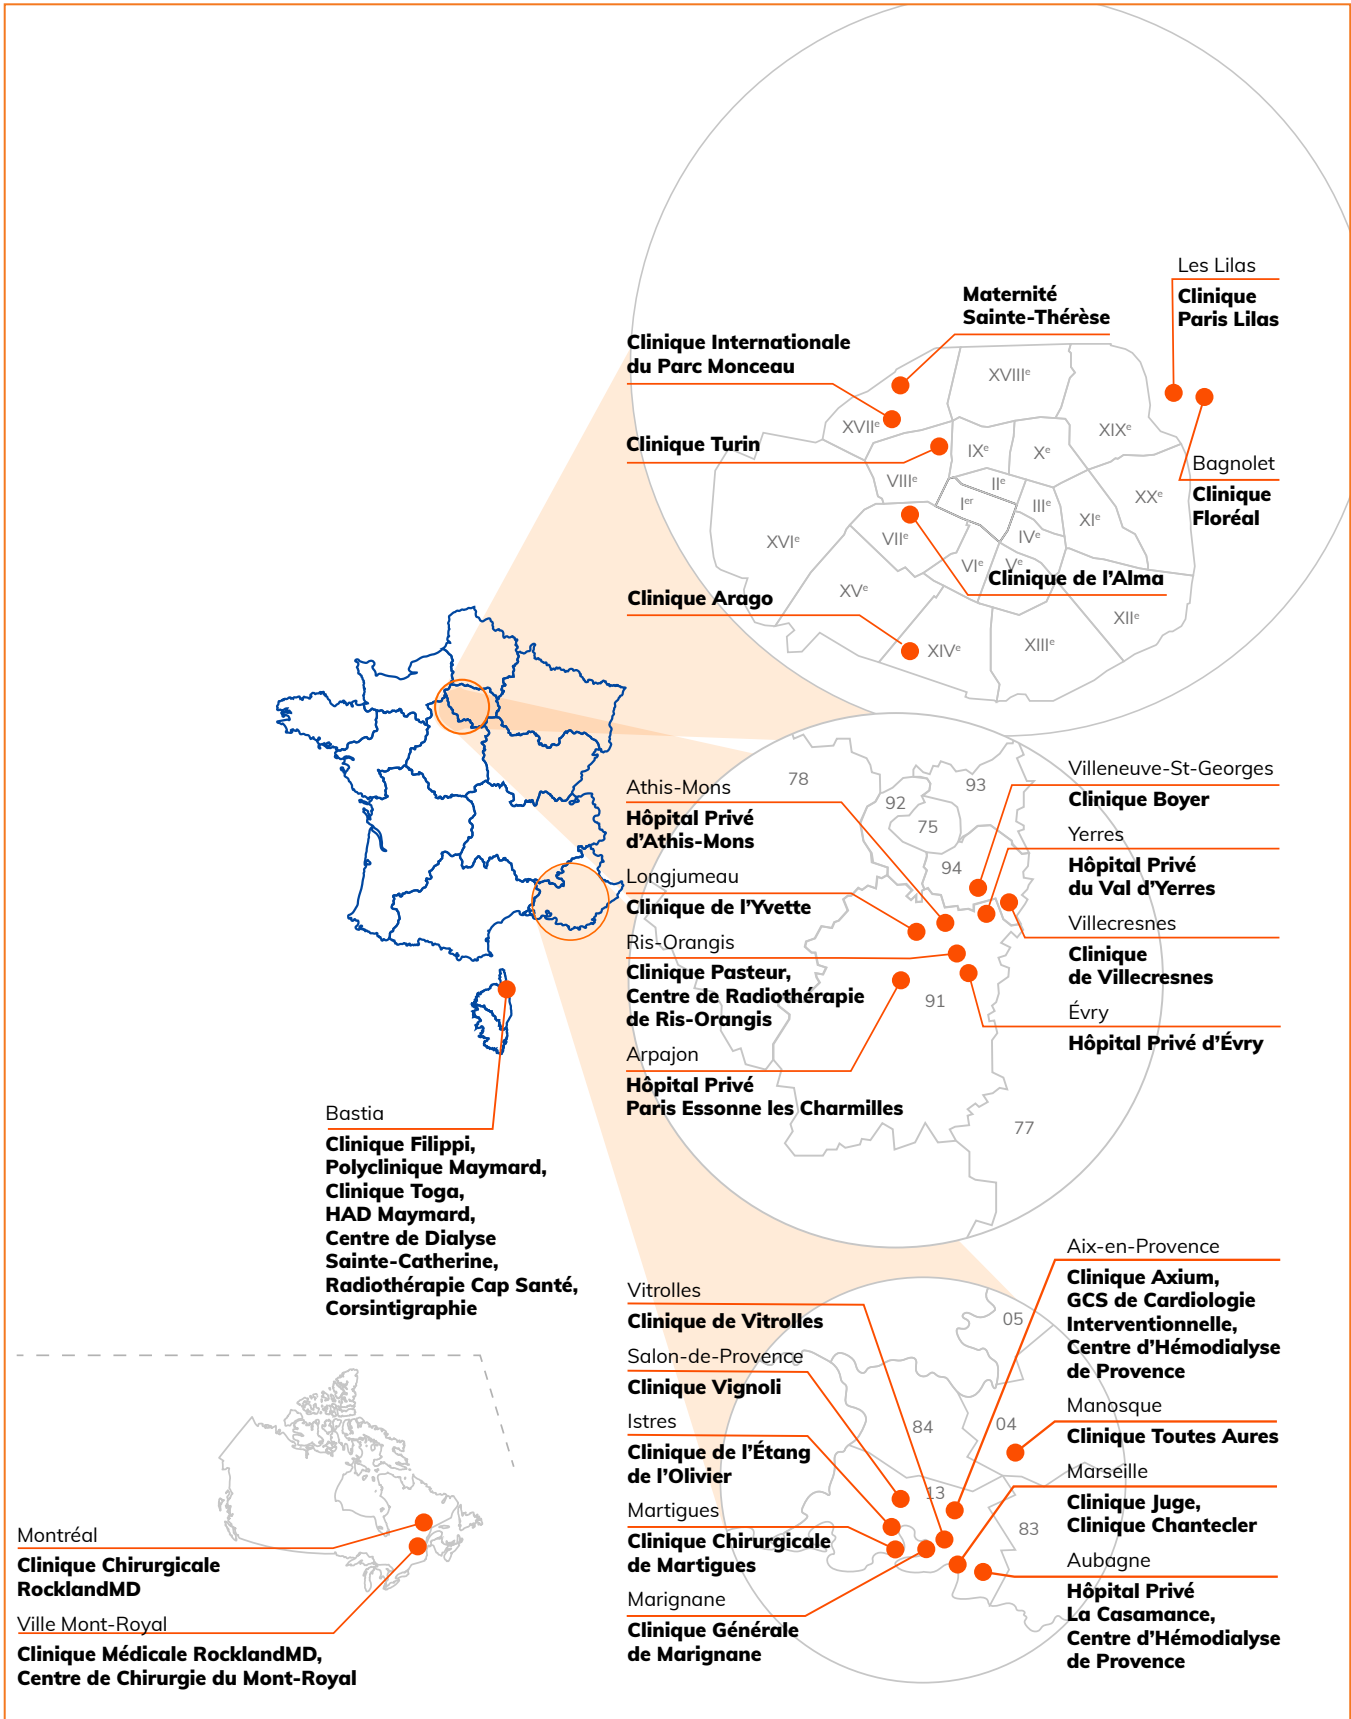 Les Lilas
Clinique
Paris Lilas
Maternité
Sainte-Thérèse
Clinique Internationale
du Parc Monceau
XVIIIᵉ
XVIIᵉ
XIXᵉ
Clinique Turin
IXᵉ
Xᵉ
Bagnolet
Clinique
Floréal
VIIIᵉ
IIᵉ
Iᵉʳ
IIIᵉ
XXᵉ
XIᵉ
XVIᵉ
VIIᵉ
IVᵉ
VIᵉ
Vᵉ
Clinique de l'Alma
XVᵉ
Clinique Arago
XIIᵉ
XIVᵉ
XIIIᵉ
78
93
92
75
94
91
77
Athis-Mons
Hôpital Privé
d'Athis-Mons
Longjumeau
Clinique de l'Yvette
Ris-Orangis
Clinique Pasteur,
Centre de Radiothérapie
de Ris-Orangis
Arpajon
Hôpital Privé
Paris Essonne les Charmilles
Villeneuve-St-Georges
Clinique Boyer
Yerres
Hôpital Privé
du Val d'Yerres
Villecresnes
Clinique
de Villecresnes
Évry
Hôpital Privé d'Évry
Bastia
Clinique Filippi,
Polyclinique Maymard,
Clinique Toga,
HAD Maymard,
Centre de Dialyse
Sainte-Catherine,
Radiothérapie Cap Santé,
Corsintigraphie
Vitrolles
Clinique de Vitrolles
Salon-de-Provence
Clinique Vignoli
Istres
Clinique de l'Étang
de l'Olivier
Martigues
Clinique Chirurgicale
de Martigues
Marignane
Clinique Générale
de Marignane
05
84
04
13
83
Aix-en-Provence
Clinique Axium,
GCS de Cardiologie
Interventionnelle,
Centre d'Hémodialyse
de Provence
Manosque
Clinique Toutes Aures
Marseille
Clinique Juge,
Clinique Chantecler
Aubagne
Hôpital Privé
La Casamance,
Centre d'Hémodialyse
de Provence
Montréal
Clinique Chirurgicale
RocklandMD
Ville Mont-Royal
Clinique Médicale RocklandMD,
Centre de Chirurgie du Mont-Royal